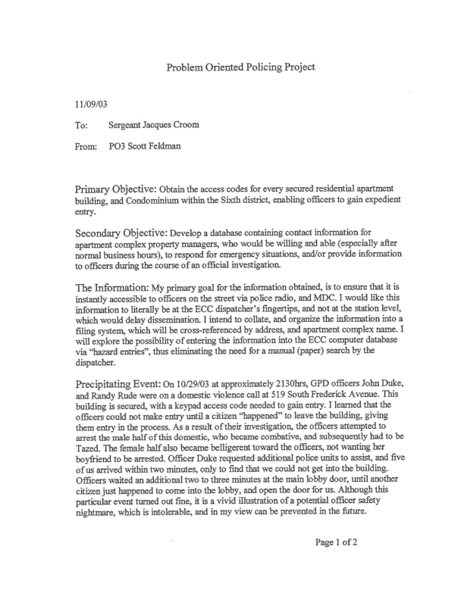 Problem Oriented Policing Project
11/09/03
To: Sergeant Jacques Croom
From: PO3 Scott Feldman
Primary Objective: Obtain the access codes for every secured residential apartment
building, and Condominium within the Sixth district, enabling officers to gain expedient
entry.
Secondary Objective: Develop a database containing contact information for
apartment complex property managers, who would be willing and able (especially after
normal business hours), to respond for emergency situations, and/or provide information
to officers during the course of an official investigation.
The Information: My primary goal for the information obtained, is to ensure that it is
instantly accessible to officers on the street via police radio, and MDC. I would like this
information to literally be at the ECC dispatcher's fingertips, and not at the station level,
which would delay dissemination. I intend to collate, and organize the information into a
filing system, which will be cross-referenced by address, and apartment complex name. I
will explore the possibility of entering the information into the ECC computer database
via "hazard entries", thus eliminating the need for a manual (paper) search by the
dispatcher.
Precipitating Event: On 10/29/03 at approximately 2130hrs, GPD officers John Duke,
and Randy Rude were on a domestic violence call at 519 South Frederick Avenue. This
building is secured, with a keypad access code needed to gain entry. I learned that the
officers could not make entry until a citizen "happened" to leave the building, giving
them entry in the process. As a result of their investigation, the officers attempted to
arrest the male half of this domestic, who became combative, and subsequently had to be
Tazed. The female half also became belligerent toward the officers, not wanting her
boyfriend to be arrested. Officer Duke requested additional police units to assist, and five
of us arrived within two minutes, only to find that we could not get into the building.
Officers waited an additional two to three minutes at the main lobby door, until another
citizen just happened to come into the lobby, and open the door for us. Although this
particular event turned out fine, it is a vivid illustration of a potential officer safety
nightmare, which is intolerable, and in my view can be prevented in the future.
Page 1 of 2